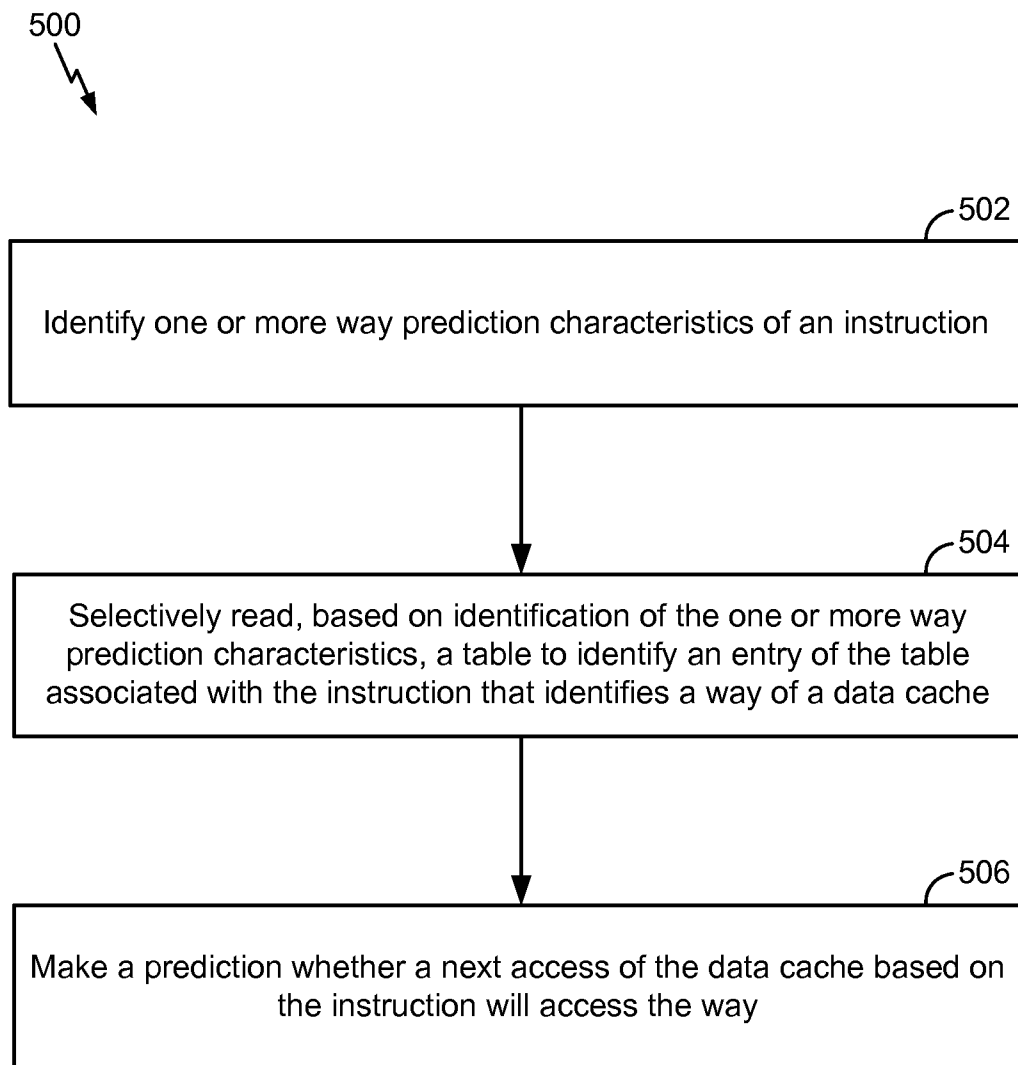 500
502
Identify one or more way prediction characteristics of an instruction
504
Selectively read, based on identification of the one or more way
prediction characteristics, a table to identify an entry of the table
associated with the instruction that identifies a way of a data cache
506
Make a prediction whether a next access of the data cache based on
the instruction will access the way